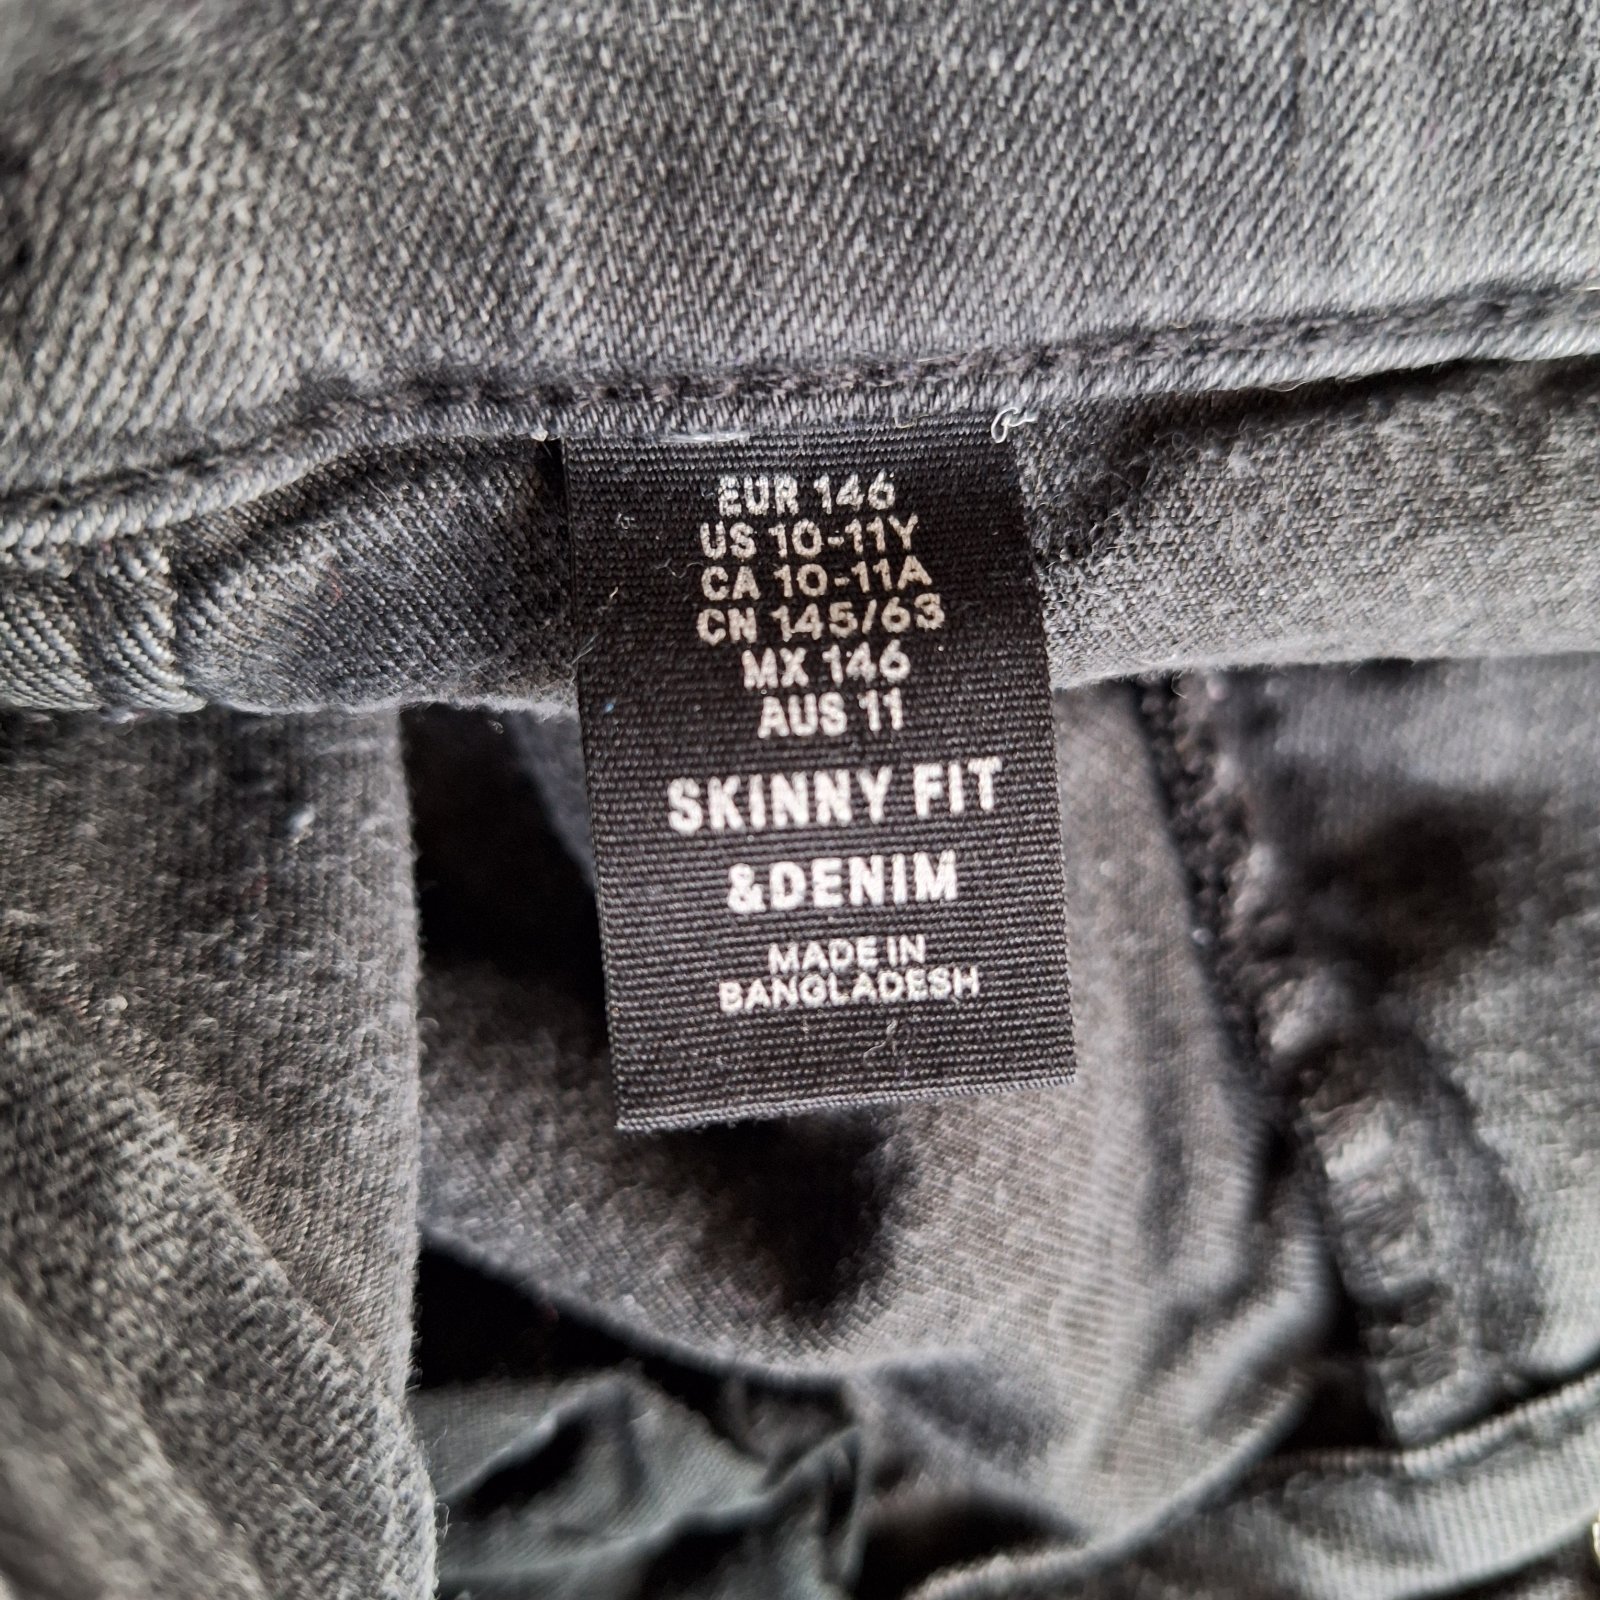 EUR 146
US 10-11Y
CA 10-11A
CN 145/63
MX 146
AUS 11
SKINNY FIT
&DENIM
MADE IN
BANGLADESH